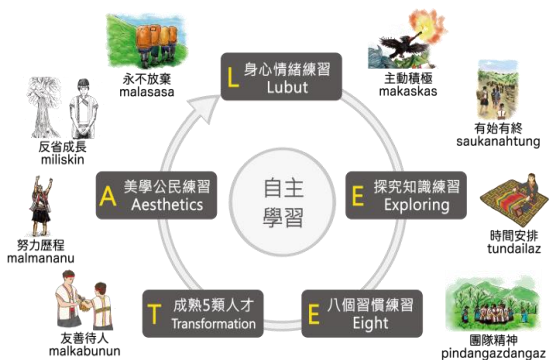 永不放棄
malasasa
L 身心情緒練習
Lubut
主動積極
makaskas
有始有終
saukanahtung
反省成長
miliskin
A 美學公民練習
Aesthetics
自主
學習
E 探究知識練習
Exploring
時間安排
tundailaz
努力歷程
malmananu
友善待人
malkabunun
T 成熟5類人才
Transformation
E 八個習慣練習
Eight
團隊精神
pindangazdangaz